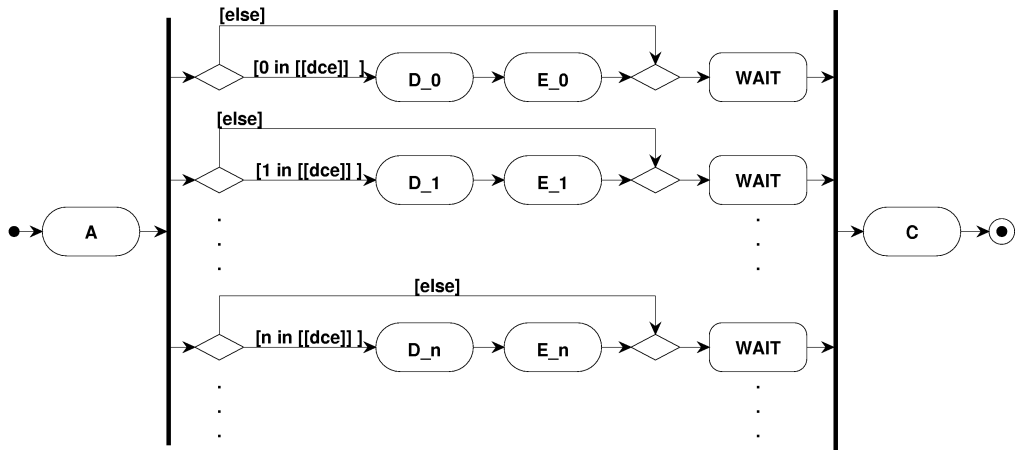 [else]
[0 in [[dce]] ]
D_0
E_0
WAIT
[else]
[1 in [[dce]] ]
D_1
E_1
WAIT
A
C
[else]
[n in [[dce]] ]
D_n
E_n
WAIT